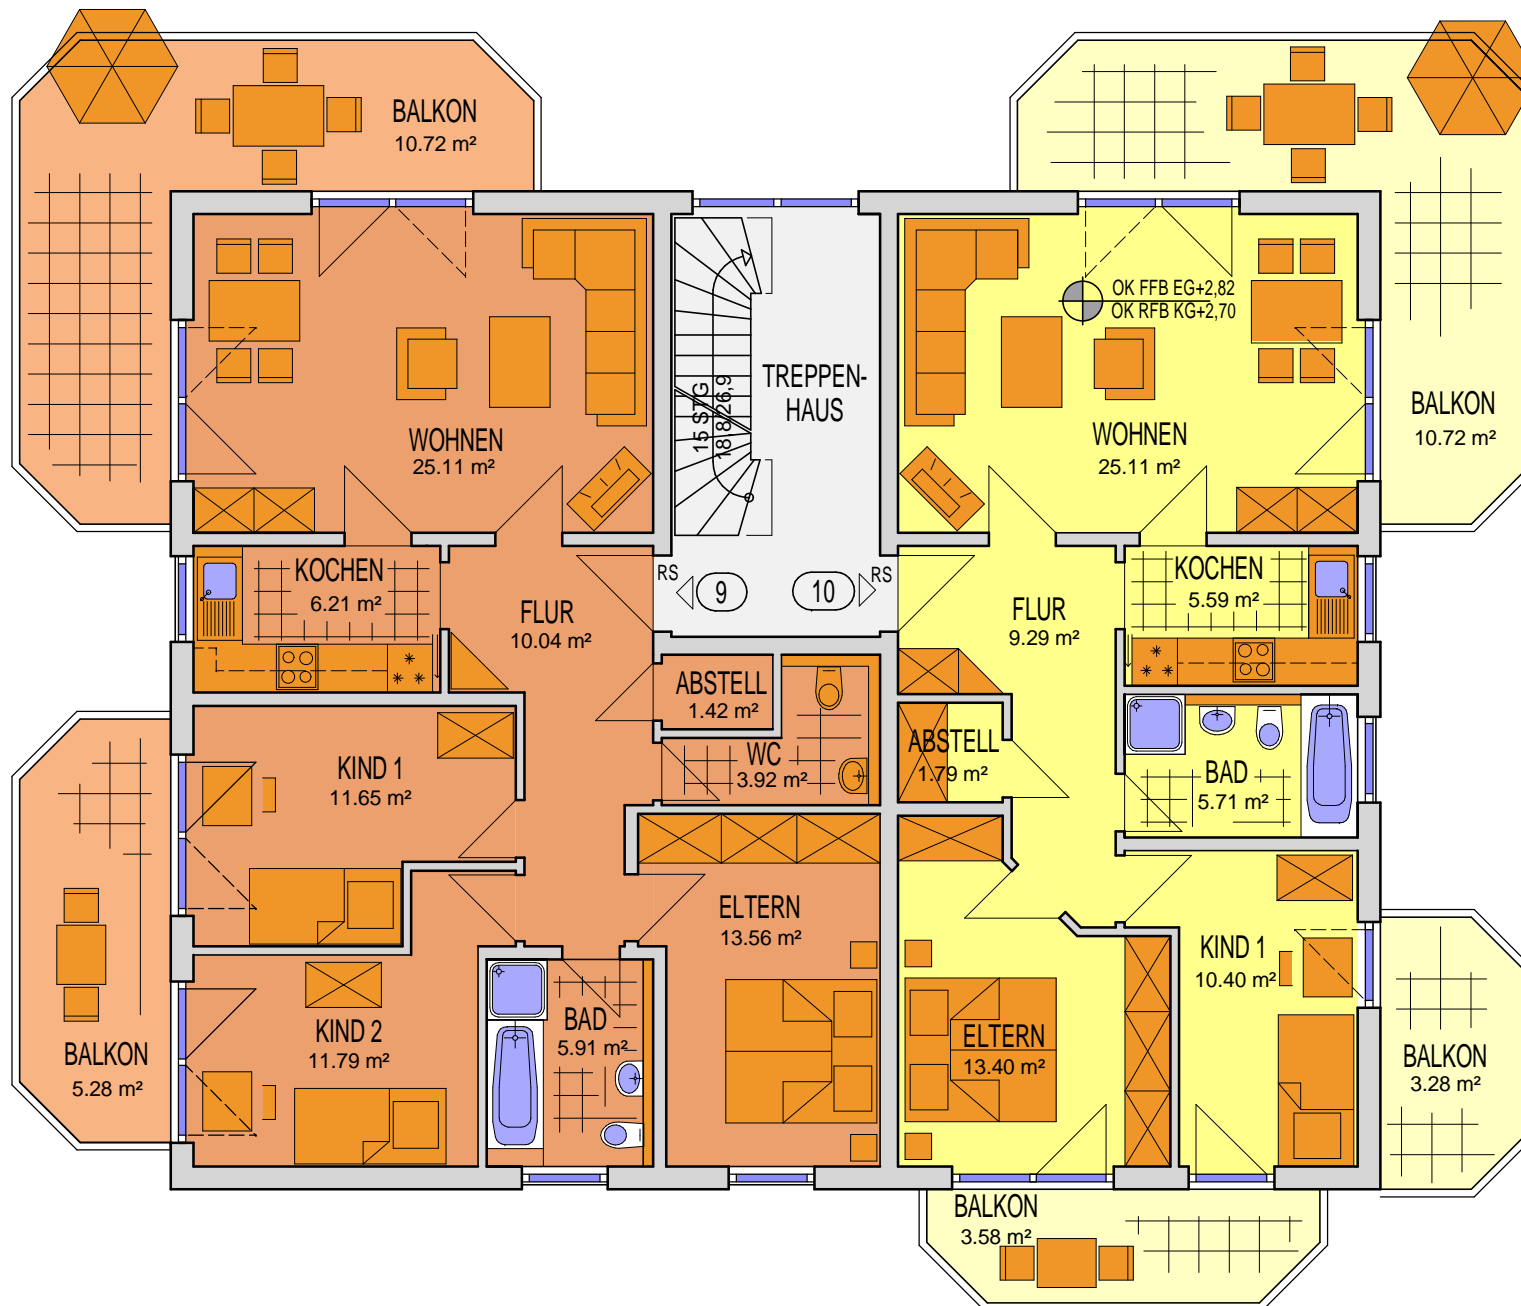 BALKON
10.72 m²
OK FFB EG+2,82
OK RFB KG+2,70
TREPPEN-
HAUS
15 STG
18,8/26,9
BALKON
10.72 m²
WOHNEN
25.11 m²
WOHNEN
25.11 m²
KOCHEN
6.21 m²
RS
9
10
RS
KOCHEN
5.59 m²
FLUR
10.04 m²
FLUR
9.29 m²
ABSTELL
1.42 m²
WC
3.92 m²
ABSTELL
1.79 m²
BAD
5.71 m²
KIND 1
11.65 m²
ELTERN
13.56 m²
KIND 1
10.40 m²
KIND 2
11.79 m²
BAD
5.91 m²
ELTERN
13.40 m²
BALKON
5.28 m²
BALKON
3.28 m²
BALKON
3.58 m²